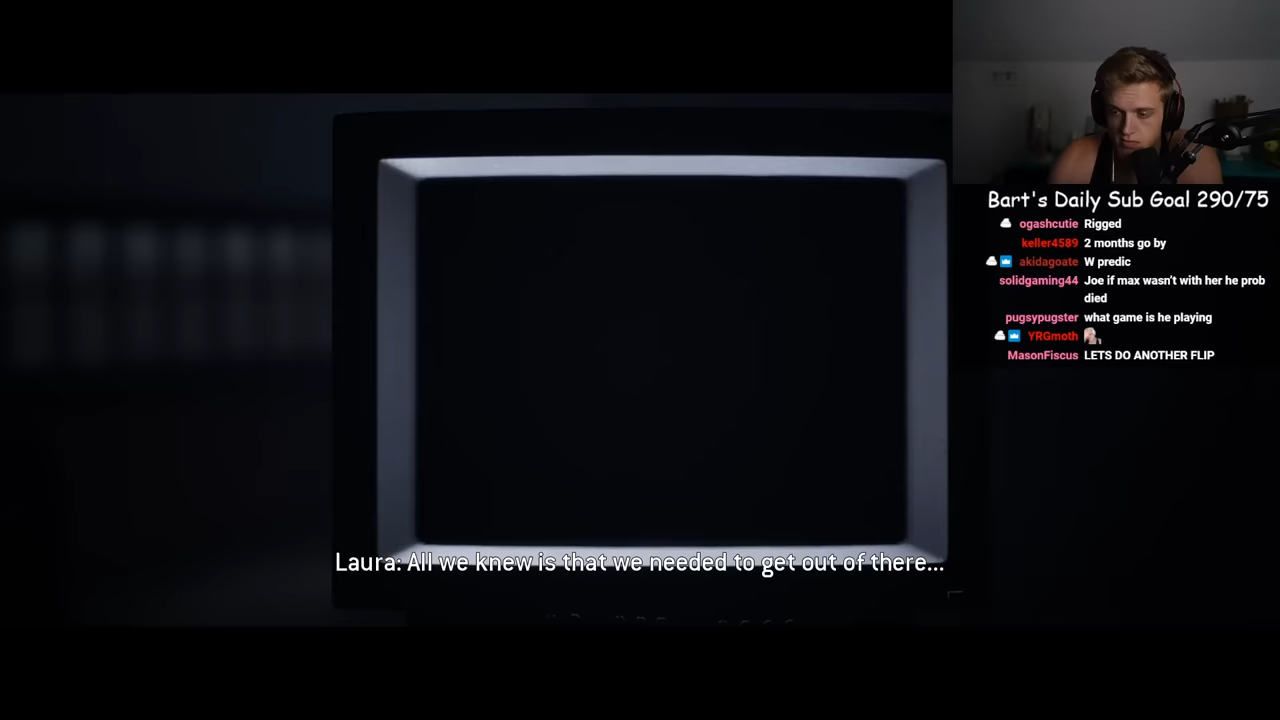 Bart's Daily Sub Goal 290/75
ogashcutie Rigged
keller4589 2 months go by
akidagoate W predic
solidgaming44 Joe if max wasn't with her he prob
died
pugsypugster what game is he playing
YRGmoth
MasonFiscus LETS DO ANOTHER FLIP
Laura: All we knew is that we needed to get out of there...